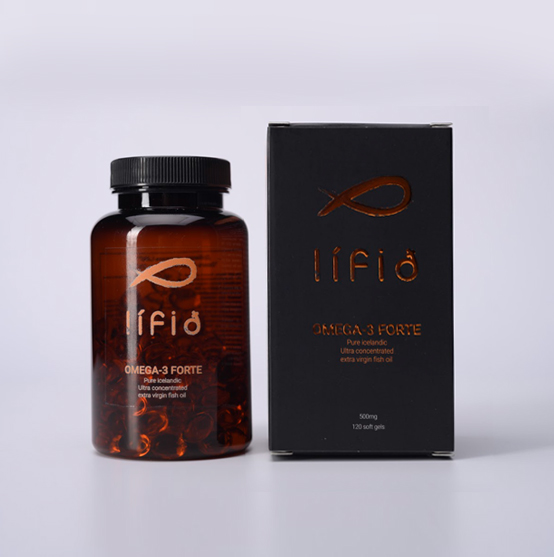 lífið
OMEGA-3 FORTE
Pure icelandic
Ultra concentrated
extra virgin fish oil
lífið
OMEGA-3 FORTE
Pure icelandic
Ultra concentrated
extra virgin fish oil
500mg
120 soft gels